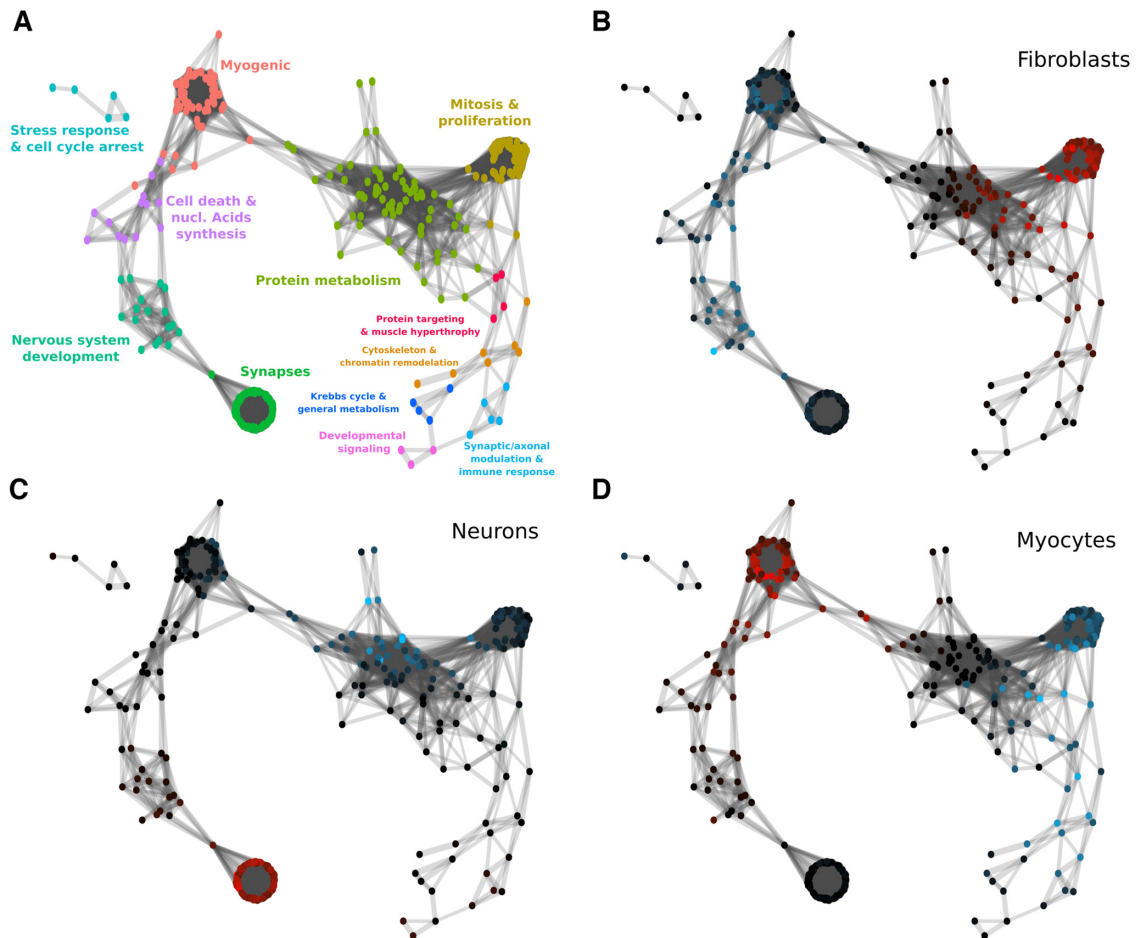 A
Myogenic
Stress response
& cell cycle arrest
Mitosis &
proliferation
Cell death &
nucl. Acids
synthesis
Protein metabolism
Nervous system
development
Protein targeting
& muscle hyperthrophy
Cytoskeleton &
chromatin remodelation
Synapses
Krebbs cycle &
general metabolism
Developmental
signaling
Synaptic/axonal
modulation &
immune response
B
Fibroblasts
C
Neurons
D
Myocytes